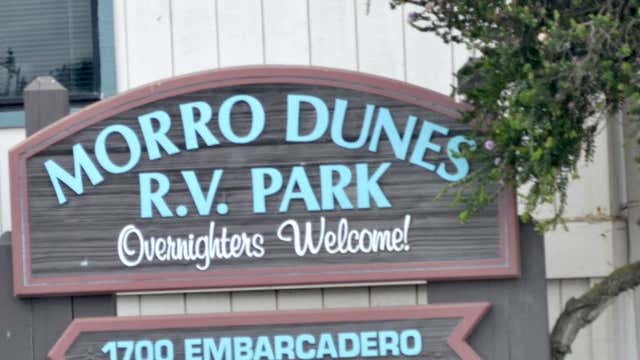 MORRO DUNES
R.V. PARK
Overnighters Welcome!
1700 EMBARCADERO